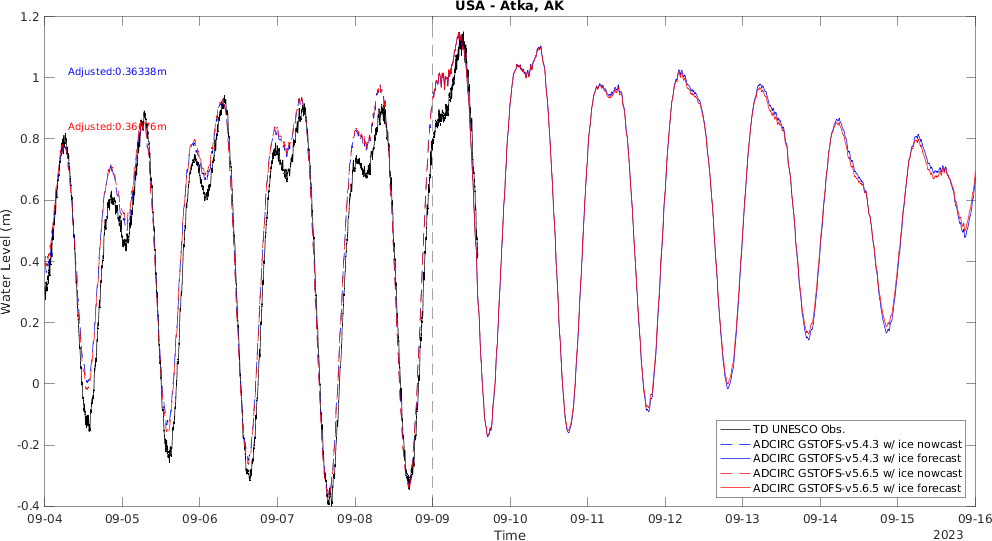 USA - Atka, AK
1.2
1
0.8
0.6
0.4
0.2
0
-0.2
-0.4
Water Level (m)
Adjusted:0.36338m
09-04
09-05
09-06
09-07
09-08
09-09
09-10
09-11
09-12
09-13
09-14
09-15
09-16
Time
2023
TD UNESCO Obs.
ADCIRC GSTOFS-v5.4.3 w/ ice nowcast
ADCIRC GSTOFS-v5.4.3 w/ ice forecast
ADCIRC GSTOFS-v5.6.5 w/ ice nowcast
ADCIRC GSTOFS-v5.6.5 w/ ice forecast